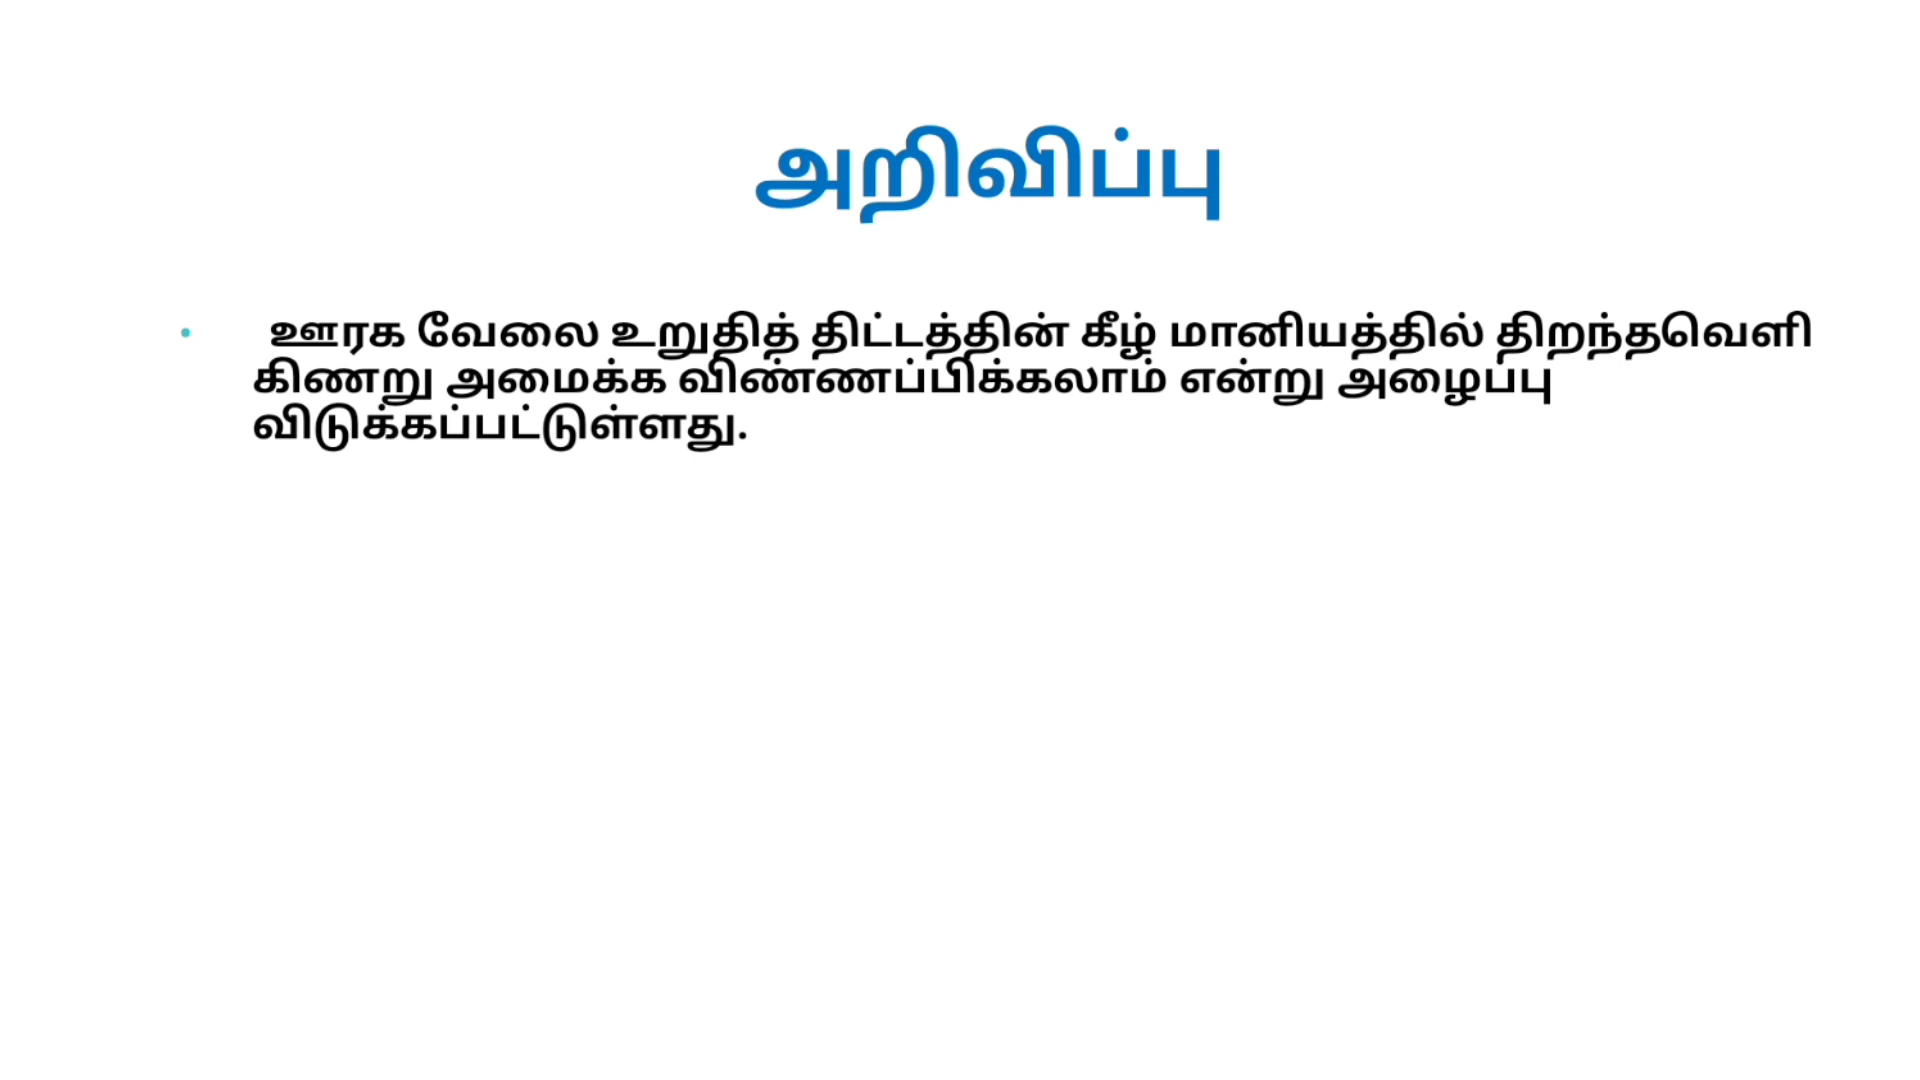 அறிவிப்பு
• ஊரக வேலை உறுதித் திட்டத்தின் கீழ் மானியத்தில் திறந்தவெளி
கிணறு அமைக்க விண்ணப்பிக்கலாம் என்று அழைப்பு
விடுக்கப்பட்டுள்ளது.